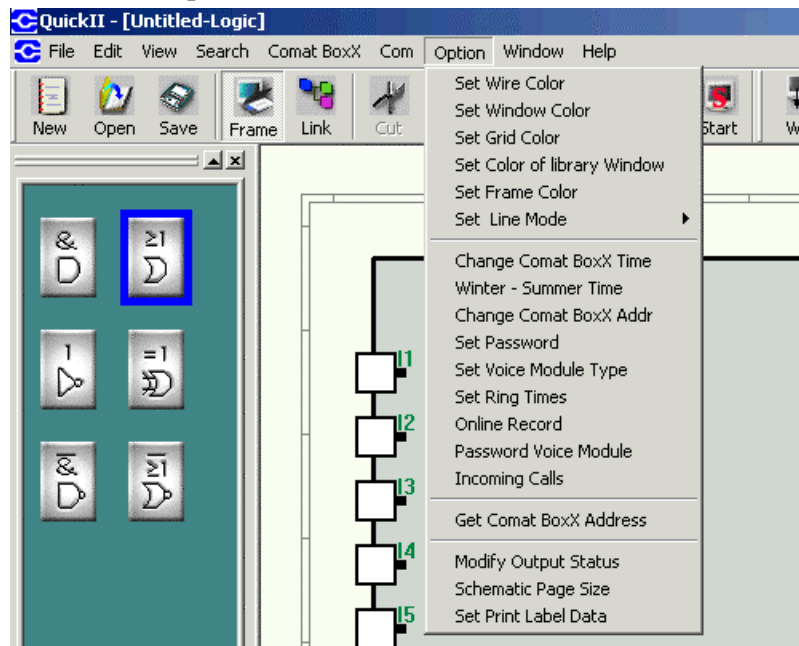 QuickII - [Untitled-Logic]
File Edit View Search Comat BoxX Com Option Window Help
New Open Save Frame Link Cut Start
Set Wire Color
Set Window Color
Set Grid Color
Set Color of library Window
Set Frame Color
Set Line Mode
Change Comat BoxX Time
Winter - Summer Time
Change Comat BoxX Addr
Set Password
Set Voice Module Type
Set Ring Times
Online Record
Password Voice Module
Incoming Calls
Get Comat BoxX Address
Modify Output Status
Schematic Page Size
Set Print Label Data
& ≥1
1 =1
& ≥1
I1
I2
I3
I4
I5